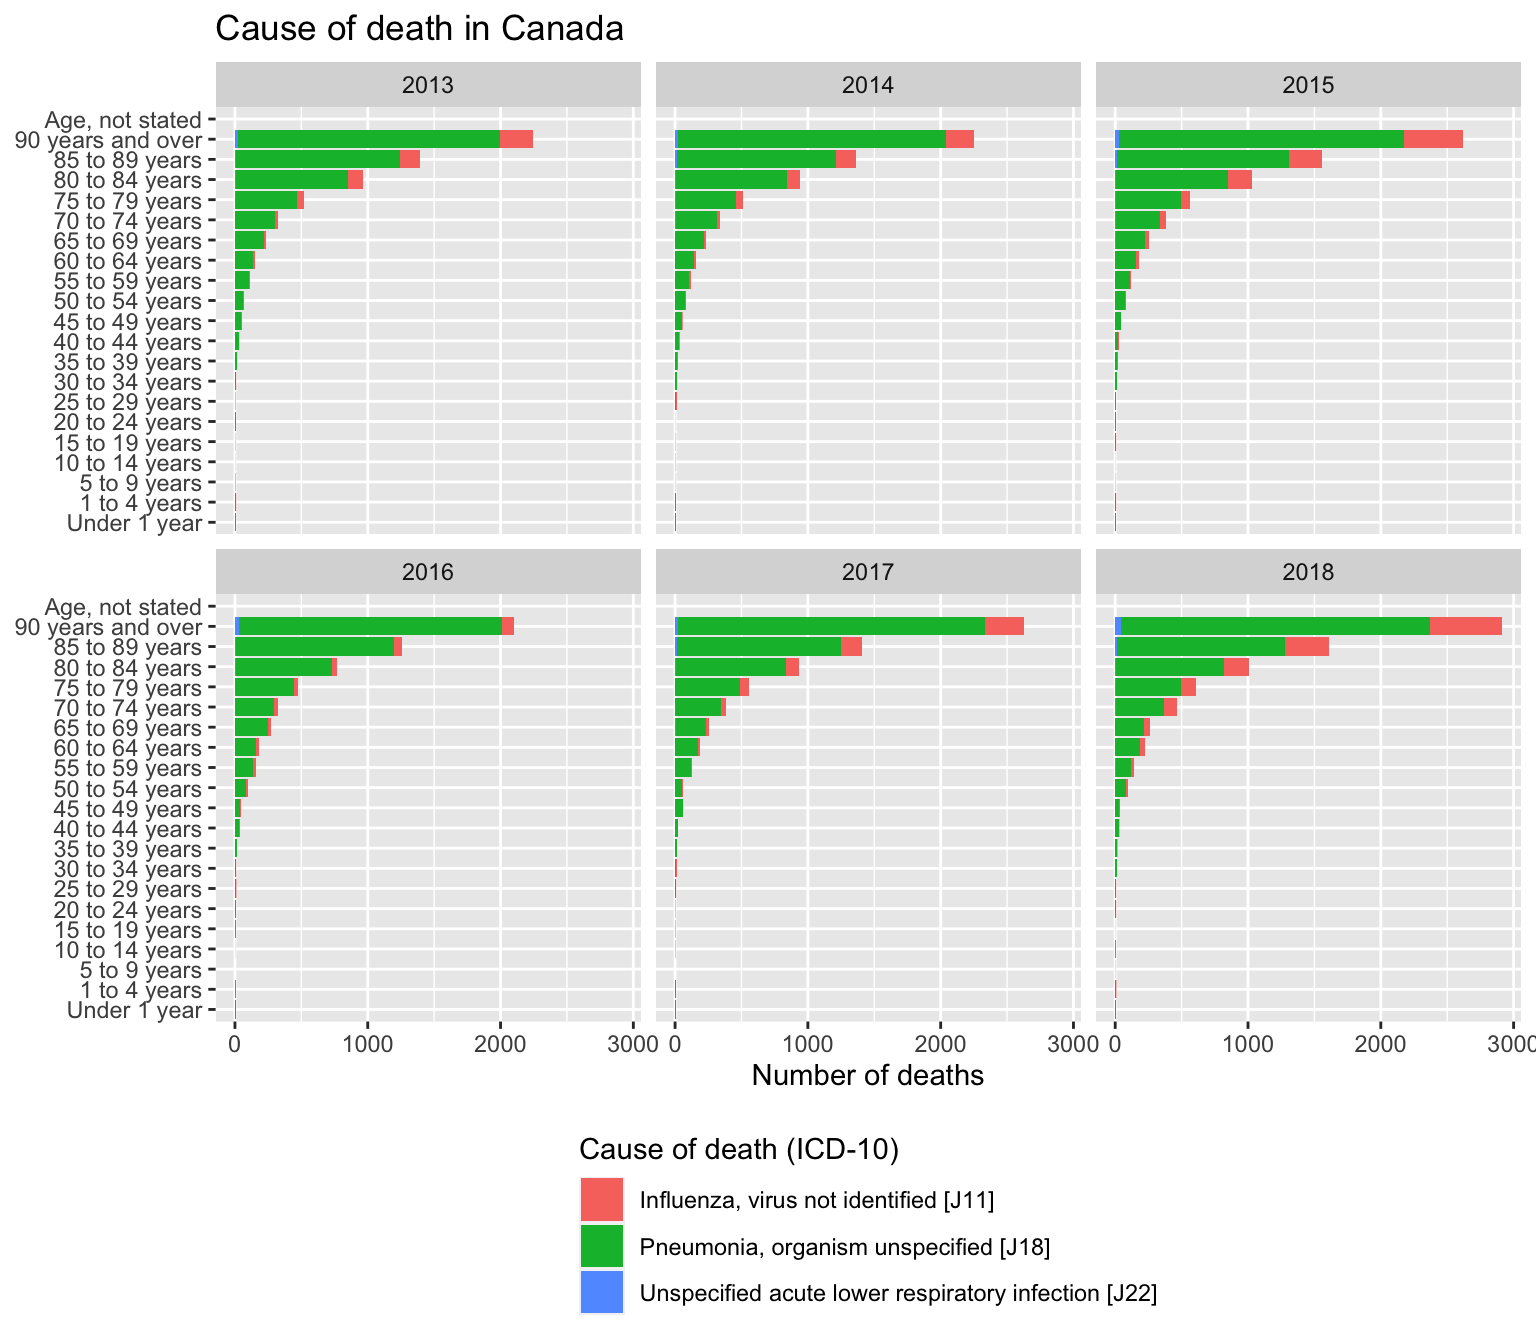 Cause of death in Canada
2013
2014
2015
Age, not stated
90 years and over
85 to 89 years
80 to 84 years
75 to 79 years
70 to 74 years
65 to 69 years
60 to 64 years
55 to 59 years
50 to 54 years
45 to 49 years
40 to 44 years
35 to 39 years
30 to 34 years
25 to 29 years
20 to 24 years
15 to 19 years
10 to 14 years
5 to 9 years
1 to 4 years
Under 1 year
2016
2017
2018
Age, not stated
90 years and over
85 to 89 years
80 to 84 years
75 to 79 years
70 to 74 years
65 to 69 years
60 to 64 years
55 to 59 years
50 to 54 years
45 to 49 years
40 to 44 years
35 to 39 years
30 to 34 years
25 to 29 years
20 to 24 years
15 to 19 years
10 to 14 years
5 to 9 years
1 to 4 years
Under 1 year
0 1000 2000 3000 0 1000 2000 3000 0 1000 2000 3000
Number of deaths
Cause of death (ICD-10)
Influenza, virus not identified [J11]
Pneumonia, organism unspecified [J18]
Unspecified acute lower respiratory infection [J22]